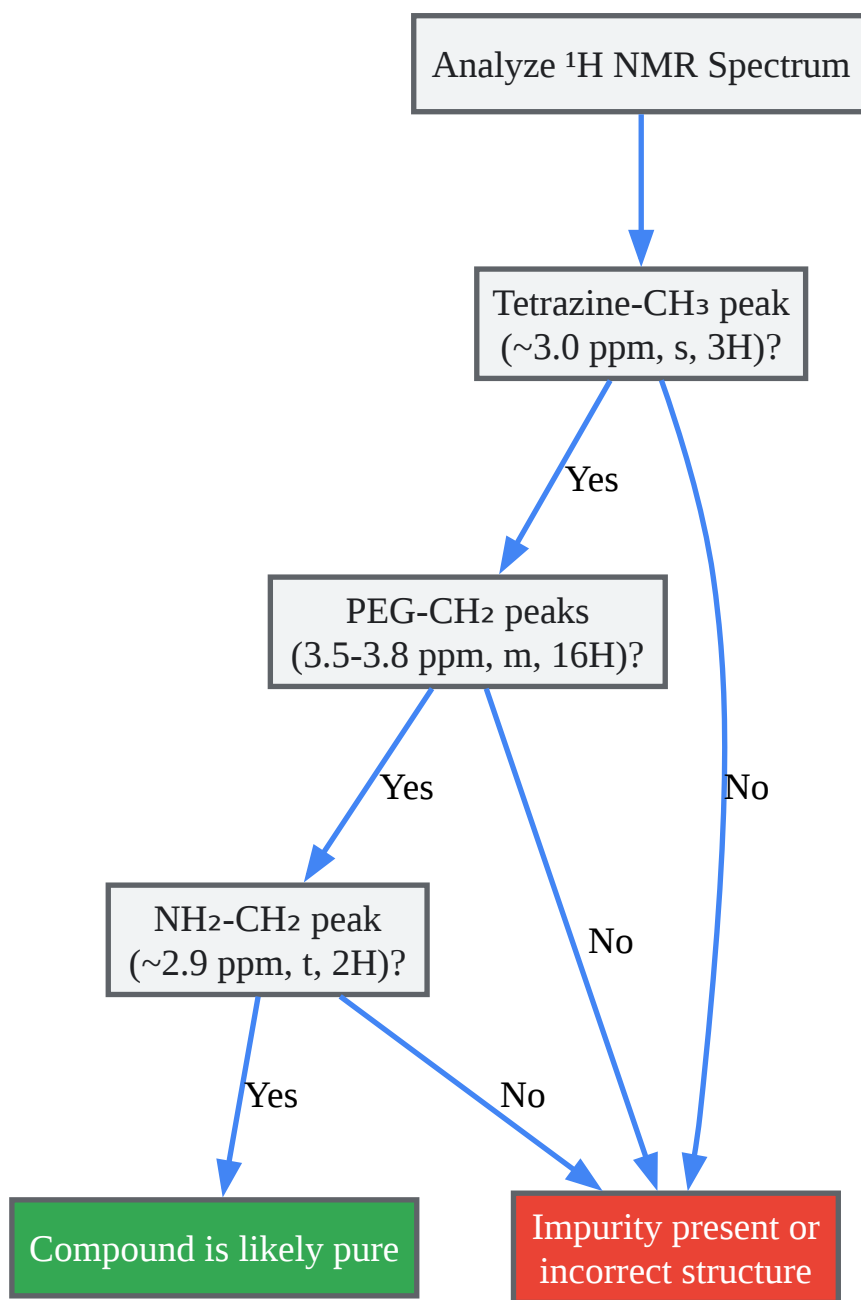 Analyze ¹H NMR Spectrum
Tetrazine-CH₃ peak
(~3.0 ppm, s, 3H)?
Yes
PEG-CH₂ peaks
(3.5-3.8 ppm, m, 16H)?
Yes
No
NH₂-CH₂ peak
(~2.9 ppm, t, 2H)?
No
Yes
No
Compound is likely pure
Impurity present or
incorrect structure